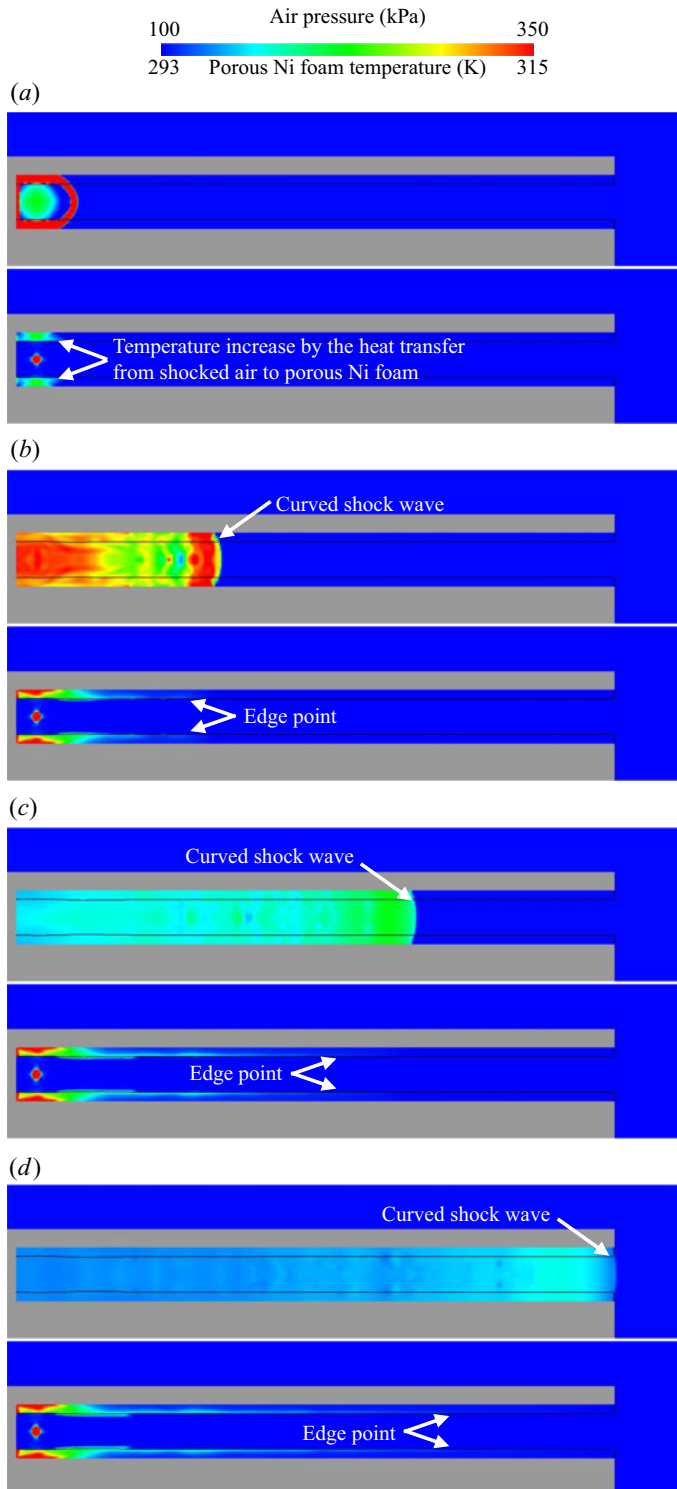 Air pressure (kPa)
100 350
293 Porous Ni foam temperature (K) 315
(a)
Temperature increase by the heat transfer
from shocked air to porous Ni foam
(b)
Curved shock wave
Edge point
(c)
Curved shock wave
Edge point
(d)
Curved shock wave
Edge point